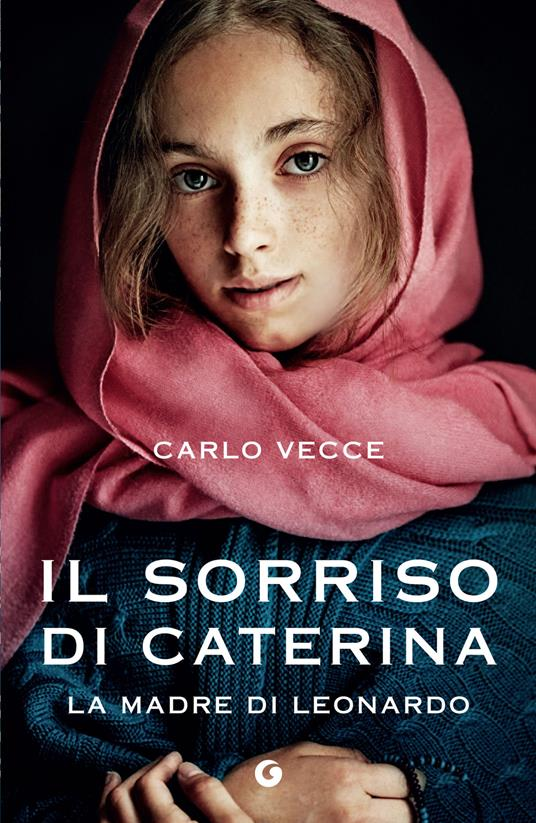 CARLO VECCE
IL SORRISO
DI CATERINA
LA MADRE DI LEONARDO
G